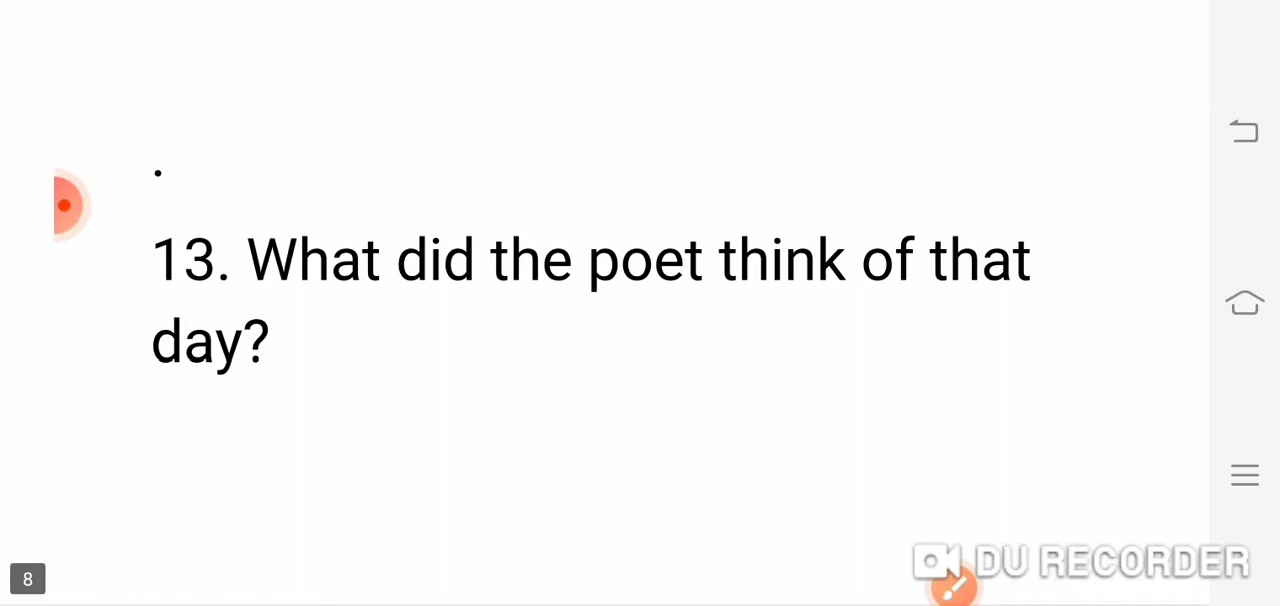 .
13. What did the poet think of that
day?
8
DU RECORDER